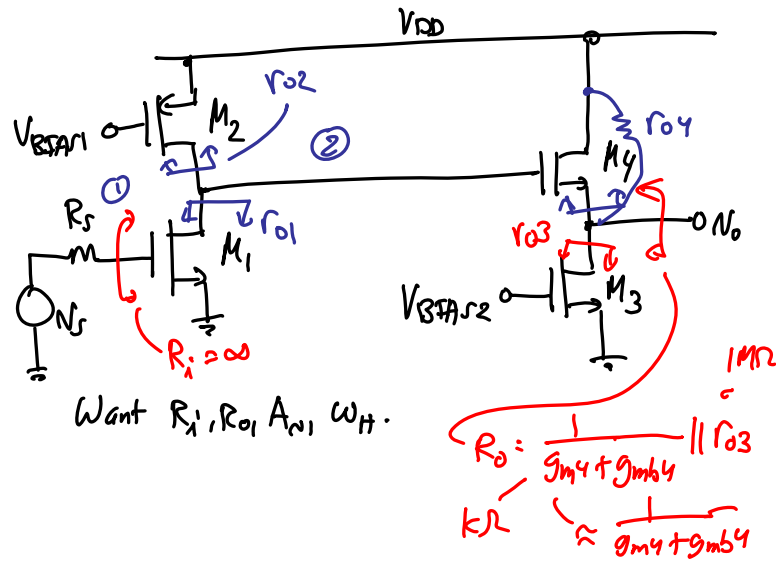 VDD
ro2
VBIAS1
M2
②
M4
ro4
①
Rs
ro1
M1
ro3
No
Ns
VBIAS2
M3
Ri = ∞
1MΩ
Want Ri, Ro, Av, ωH.
Ro = 1/(gm4 + gmb4) || ro3
kΩ
≈ 1/(gm4 + gmb4)